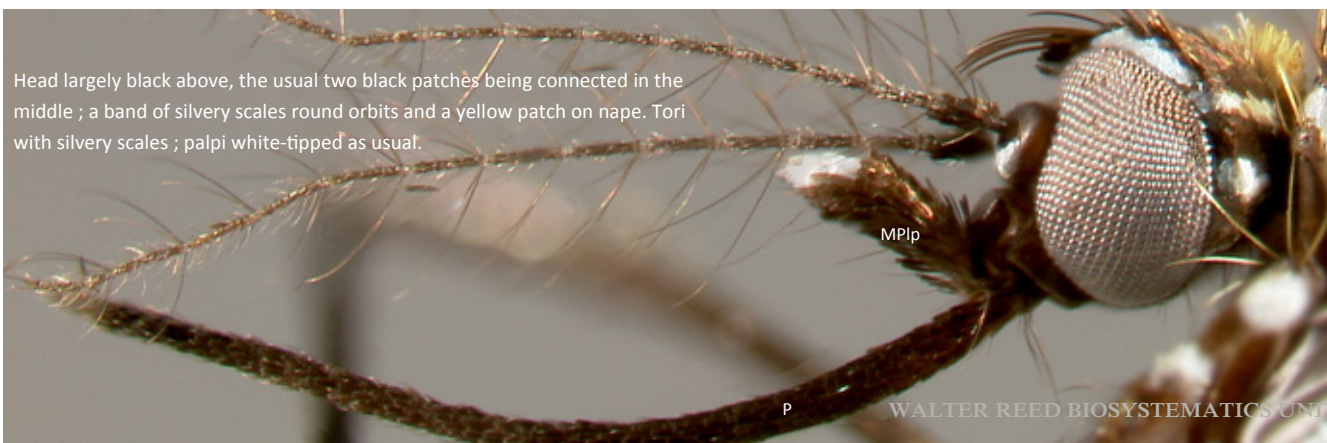 Head largely black above, the usual two black patches being connected in the
middle ; a band of silvery scales round orbits and a yellow patch on nape. Tori
with silvery scales ; palpi white-tipped as usual.
MPlp
P
WALTER REED BIOSYSTEMATICS UNI